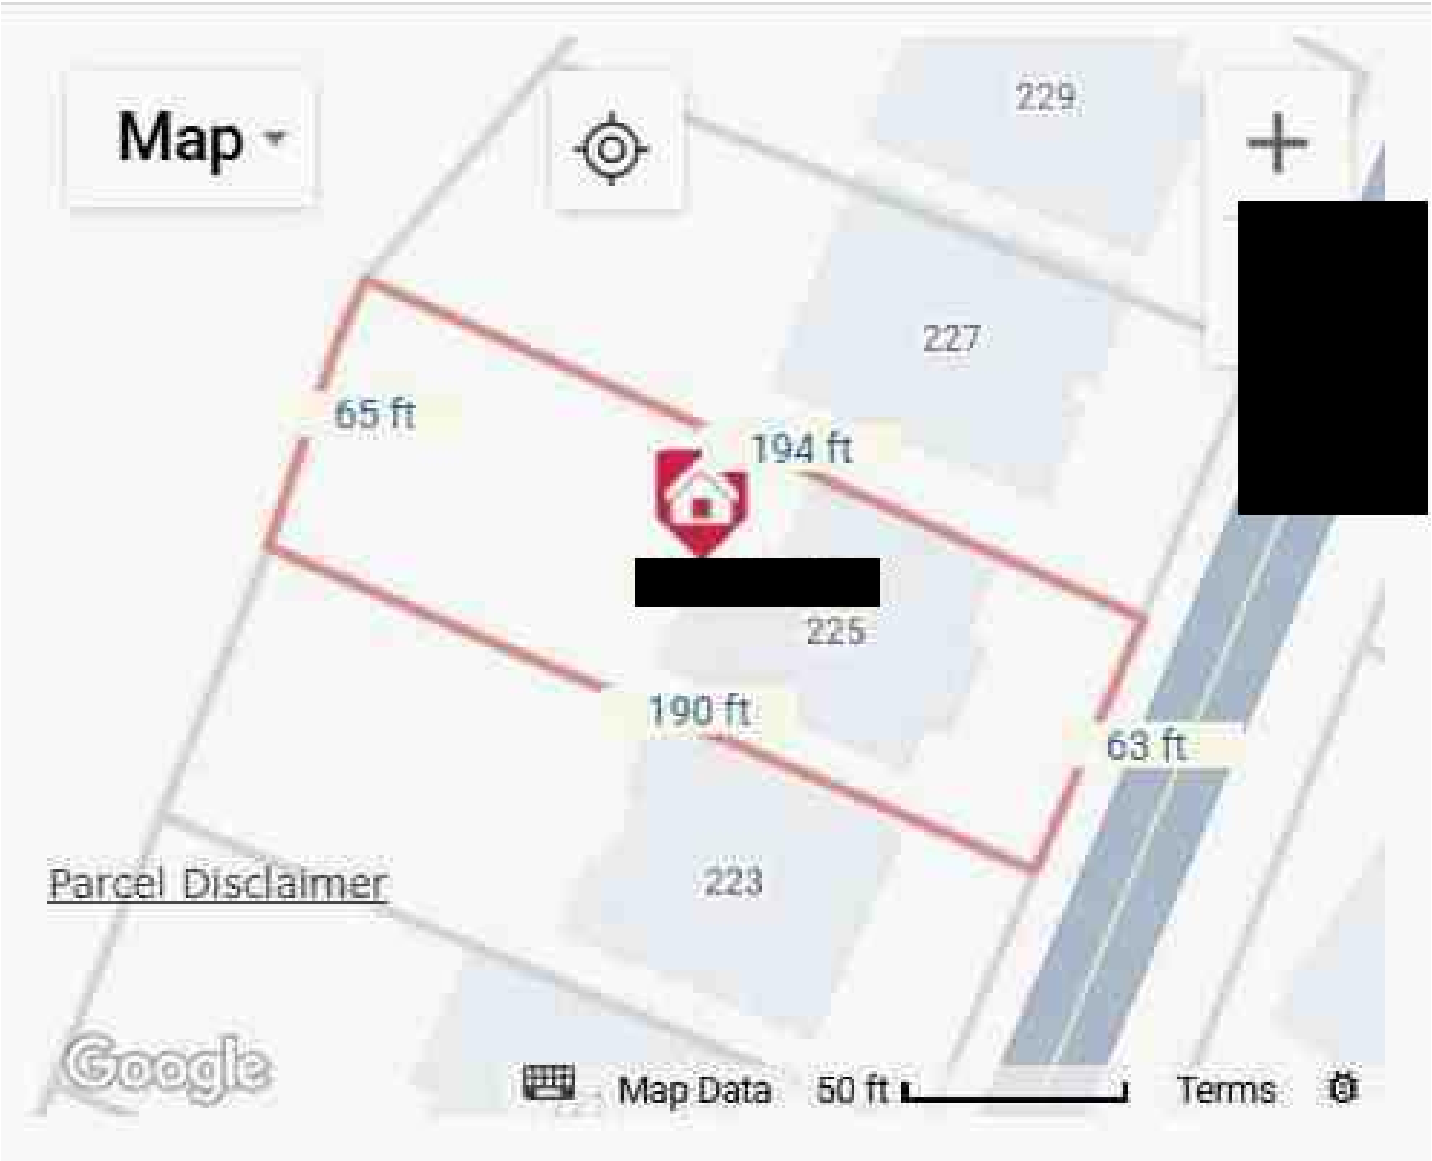 Map
229
227
65 ft
194 ft
225
190 ft
63 ft
223
Parcel Disclaimer
Google
Map Data
50 ft
Terms